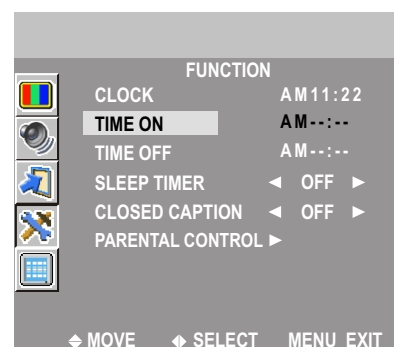 FUNCTION
CLOCK AM11:22
TIME ON AM--:--
TIME OFF AM--:--
SLEEP TIMER ◄ OFF ►
CLOSED CAPTION ◄ OFF ►
PARENTAL CONTROL ►
MOVE SELECT MENU EXIT